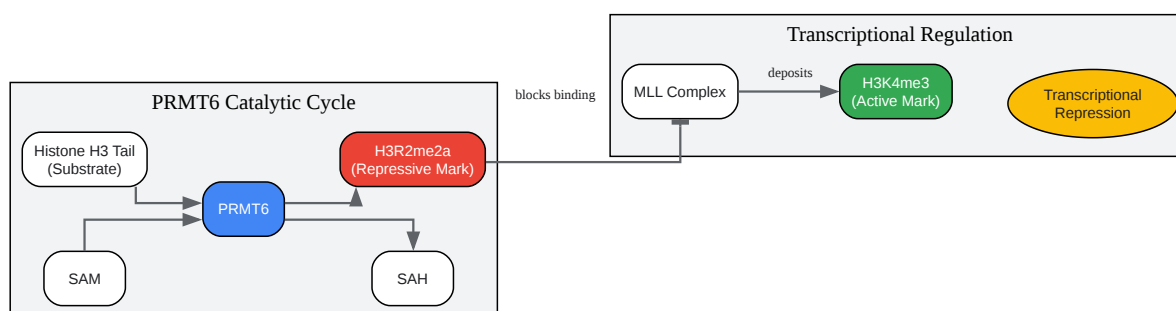 Transcriptional Regulation
blocks binding
MLL Complex
deposits
H3K4me3
(Active Mark)
Transcriptional
Repression
PRMT6 Catalytic Cycle
Histone H3 Tail
(Substrate)
H3R2me2a
(Repressive Mark)
PRMT6
SAM
SAH